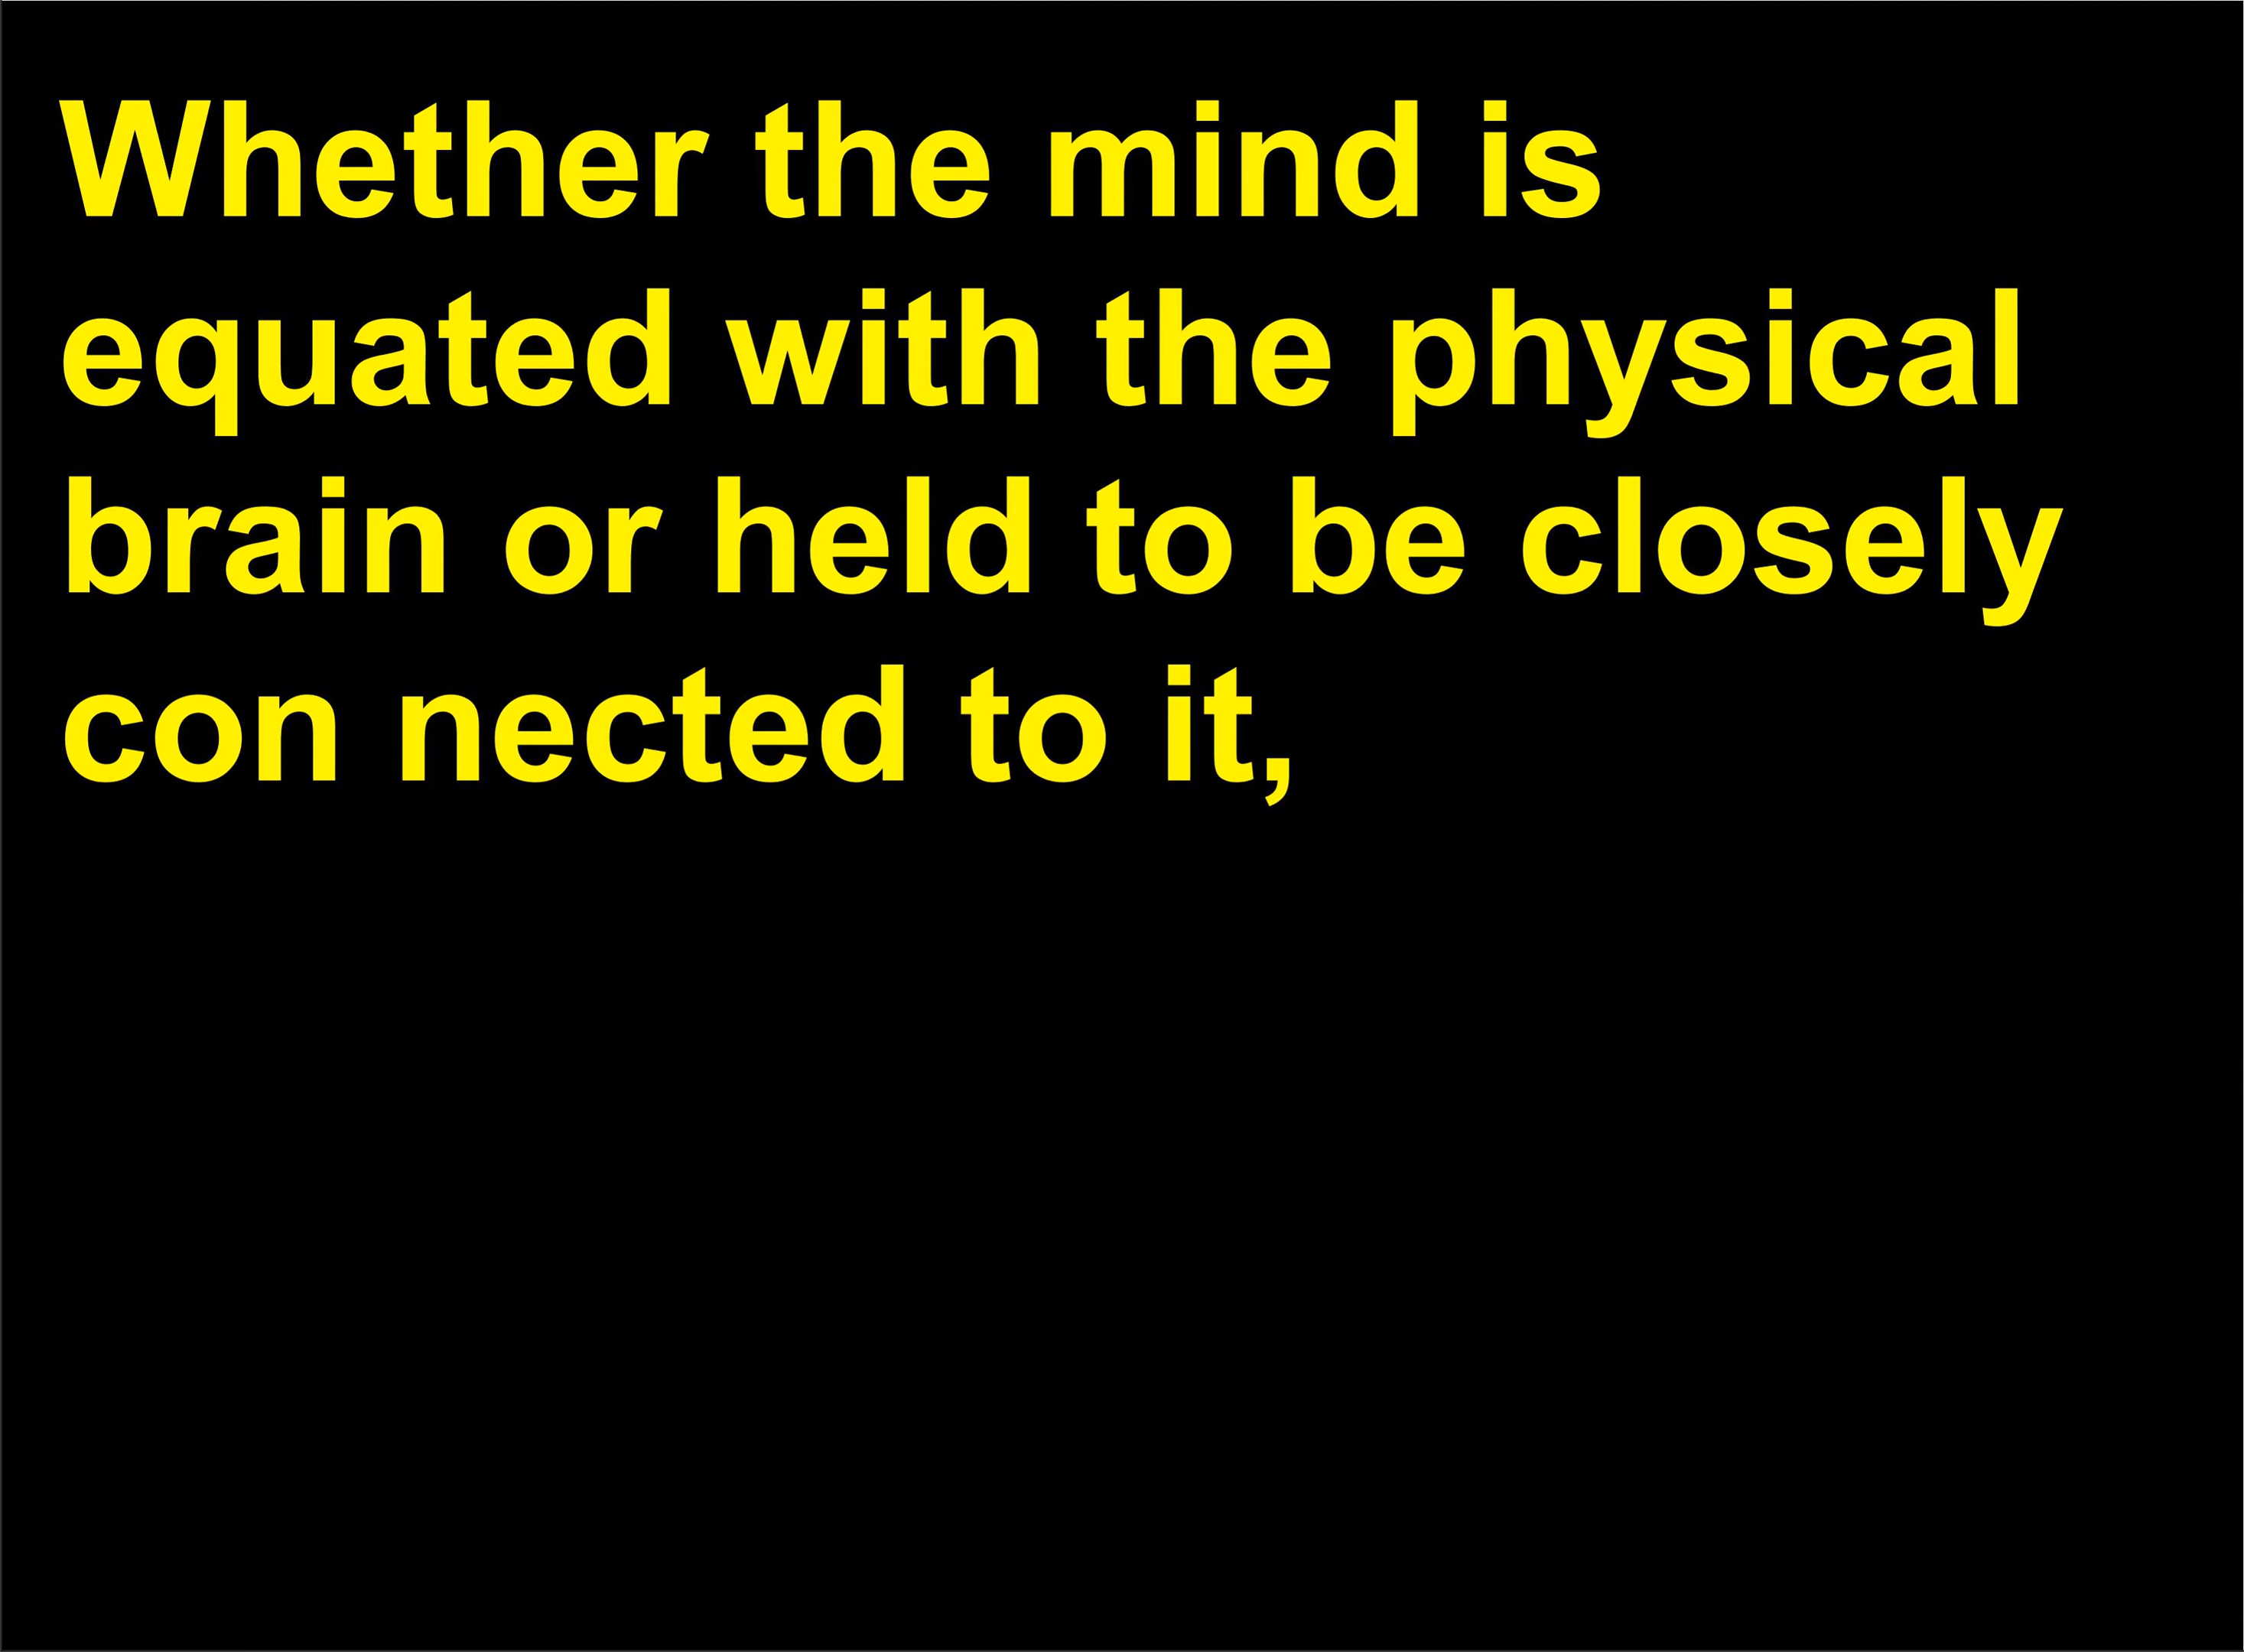 Whether the mind is
equated with the physical
brain or held to be closely
con nected to it,